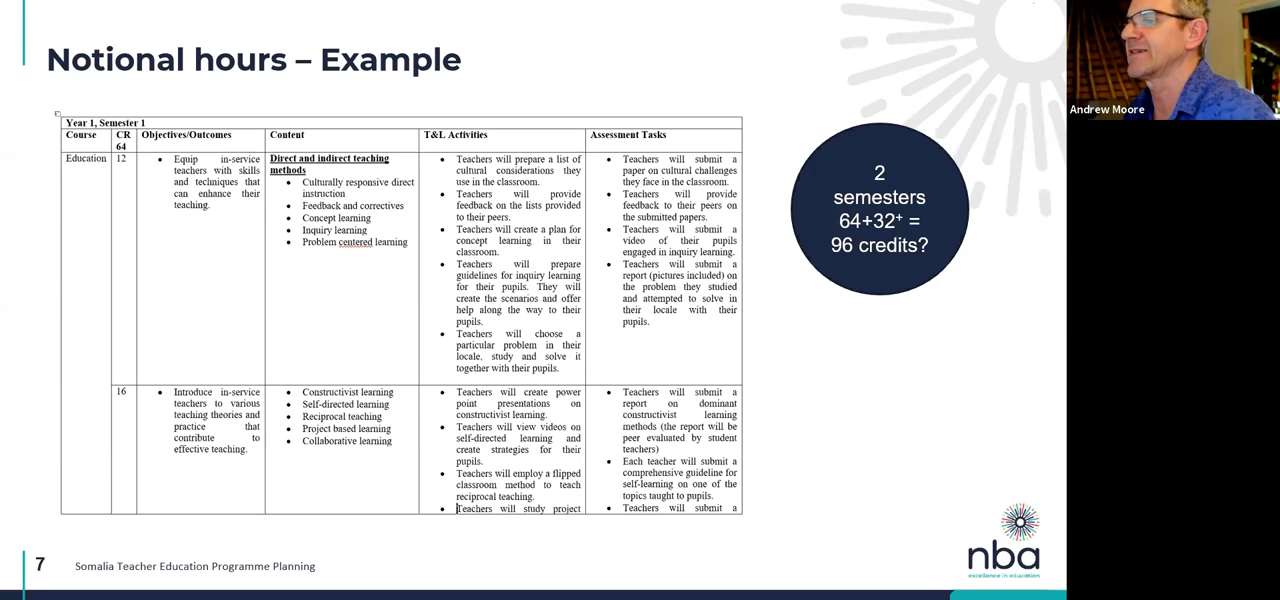 Notional hours – Example
Andrew Moore
Year 1, Semester 1
Course
CR
64
Objectives/Outcomes
Content
T&L Activities
Assessment Tasks
Education
12
Equip in-service
teachers with skills
and techniques that
can enhance their
teaching.
Direct and indirect teaching
methods
Culturally responsive direct
instruction
Feedback and correctives
Concept learning
Inquiry learning
Problem centered learning
Teachers will prepare a list of
cultural considerations they
use in the classroom.
Teachers will provide
feedback on the lists provided
to their peers.
Teachers will create a plan for
concept learning in their
classroom.
Teachers will prepare
guidelines for inquiry learning
for their pupils. They will
create the scenarios and offer
help along the way to their
pupils.
Teachers will choose a
particular problem in their
locale, study and solve it
together with their pupils.
Teachers will submit a
paper on cultural challenges
they face in the classroom.
Teachers will provide
feedback to their peers on
the submitted papers.
Teachers will submit a
video of their pupils
engaged in inquiry learning.
Teachers will submit a
report (pictures included) on
the problem they studied
and attempted to solve in
their locale with their
pupils.
16
Introduce in-service
teachers to various
teaching theories and
practice that
contribute to
effective teaching.
Constructivist learning
Self-directed learning
Reciprocal teaching
Project based learning
Collaborative learning
Teachers will create power
point presentations on
constructivist learning.
Teachers will view videos on
self-directed learning and
create strategies for their
pupils.
Teachers will employ a flipped
classroom method to teach
reciprocal teaching.
Teachers will study project
Teachers will submit a
report on dominant
constructivist learning
methods (the report will be
peer evaluated by student
teachers)
Each teacher will submit a
comprehensive guideline for
self-learning on one of the
topics taught to pupils.
Teachers will submit a
2
semesters
64+32⁺ =
96 credits?
nba
excellence in education
7
Somalia Teacher Education Programme Planning